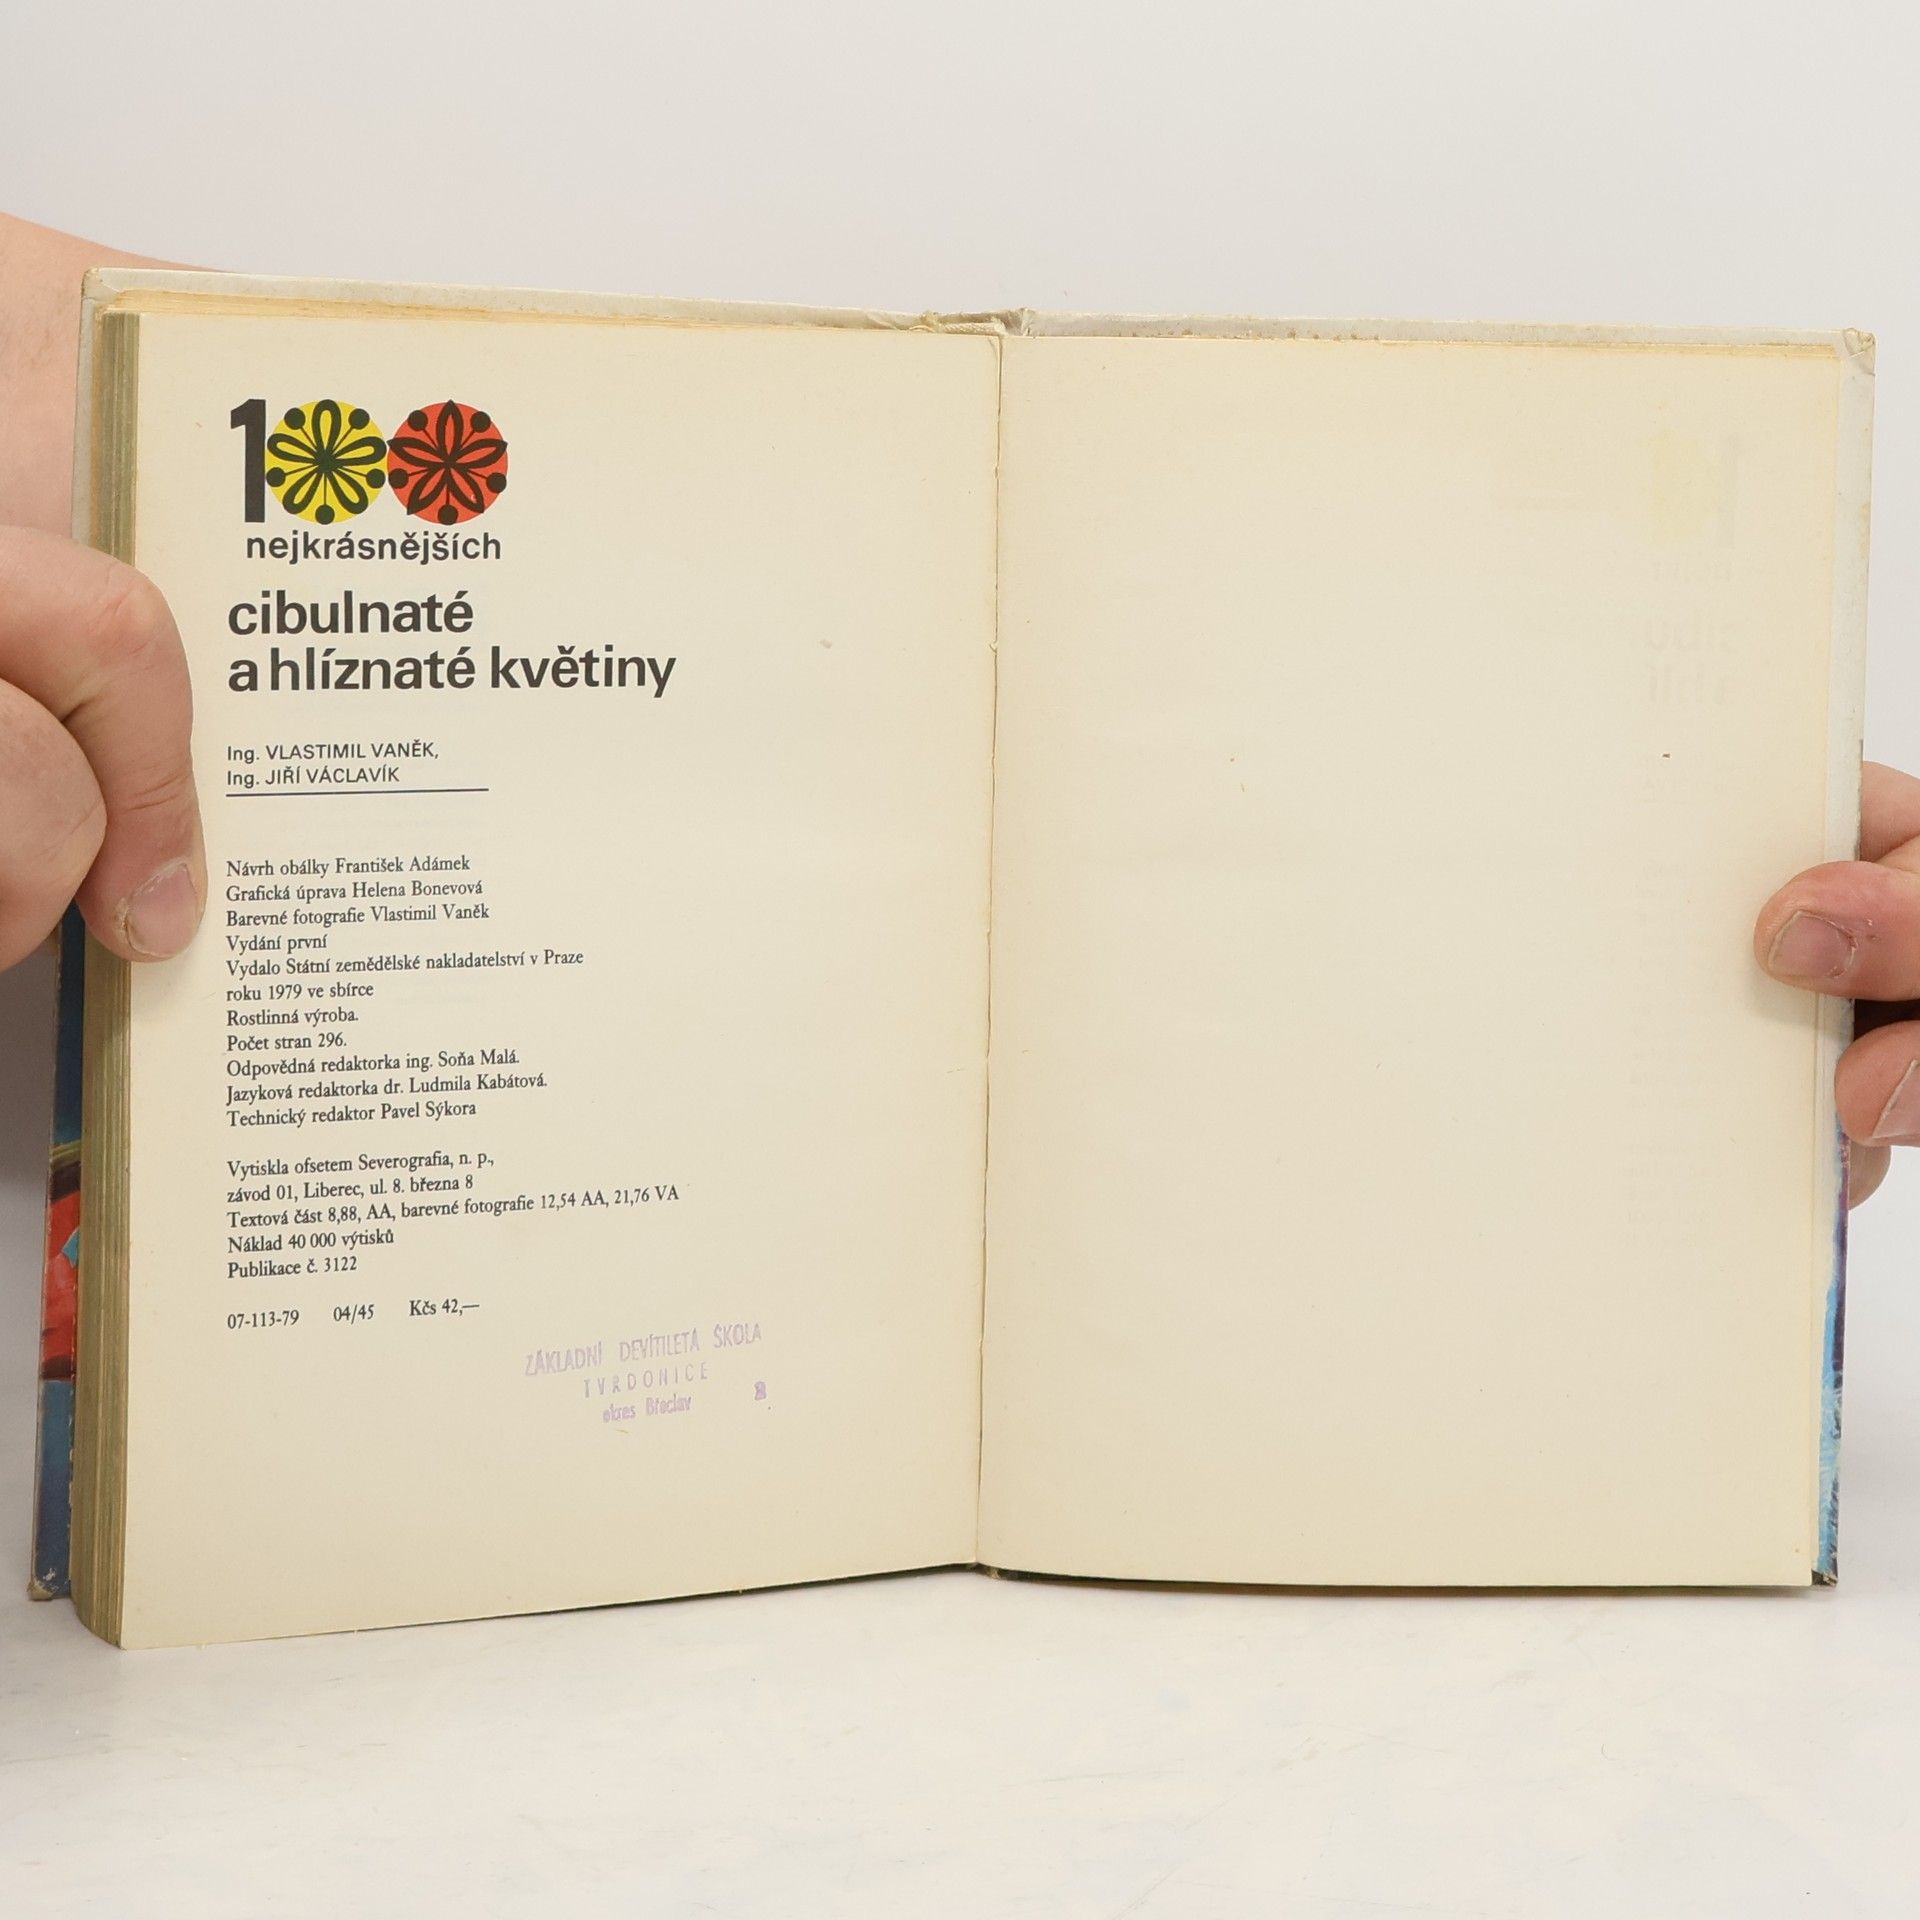 100
nejkrásnějších
cibulnaté
a hlíznaté květiny
Ing. VLASTIMIL VANĚK,
Ing. JIŘÍ VÁCLAVÍK
Návrh obálky František Adámek
Grafická úprava Helena Bonevová
Barevné fotografie Vlastimil Vaněk
Vydání první
Vydalo Státní zemědělské nakladatelství v Praze
roku 1979 ve sbírce
Rostlinná výroba.
Počet stran 296.
Odpovědná redaktorka ing. Soňa Malá.
Jazyková redaktorka dr. Ludmila Kabátová.
Technický redaktor Pavel Sýkora
Vytiskla ofsetem Severografia, n. p.,
závod 01, Liberec, ul. 8. března 8
Textová část 8,88, AA, barevné fotografie 12,54 AA, 21,76 VA
Náklad 40 000 výtisků
Publikace č. 3122
07-113-79 04/45 Kčs 42,—
ZÁKLADNÍ DEVÍTILETÁ ŠKOLA
TVRDONICE
okres Břeclav 2